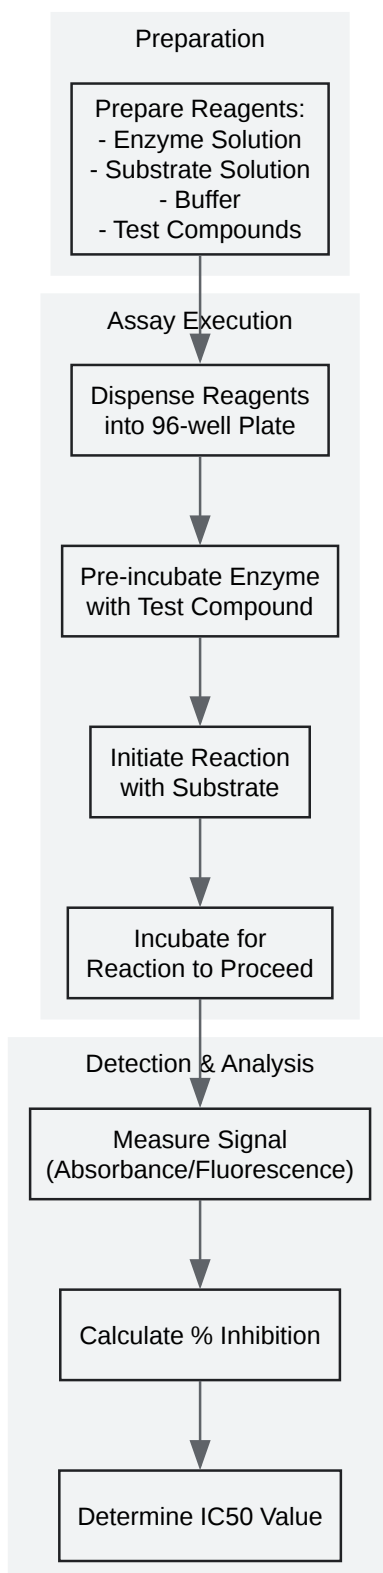 Preparation
Prepare Reagents:
- Enzyme Solution
- Substrate Solution
- Buffer
- Test Compounds
Assay Execution
Dispense Reagents
into 96-well Plate
Pre-incubate Enzyme
with Test Compound
Initiate Reaction
with Substrate
Incubate for
Reaction to Proceed
Detection & Analysis
Measure Signal
(Absorbance/Fluorescence)
Calculate % Inhibition
Determine IC50 Value